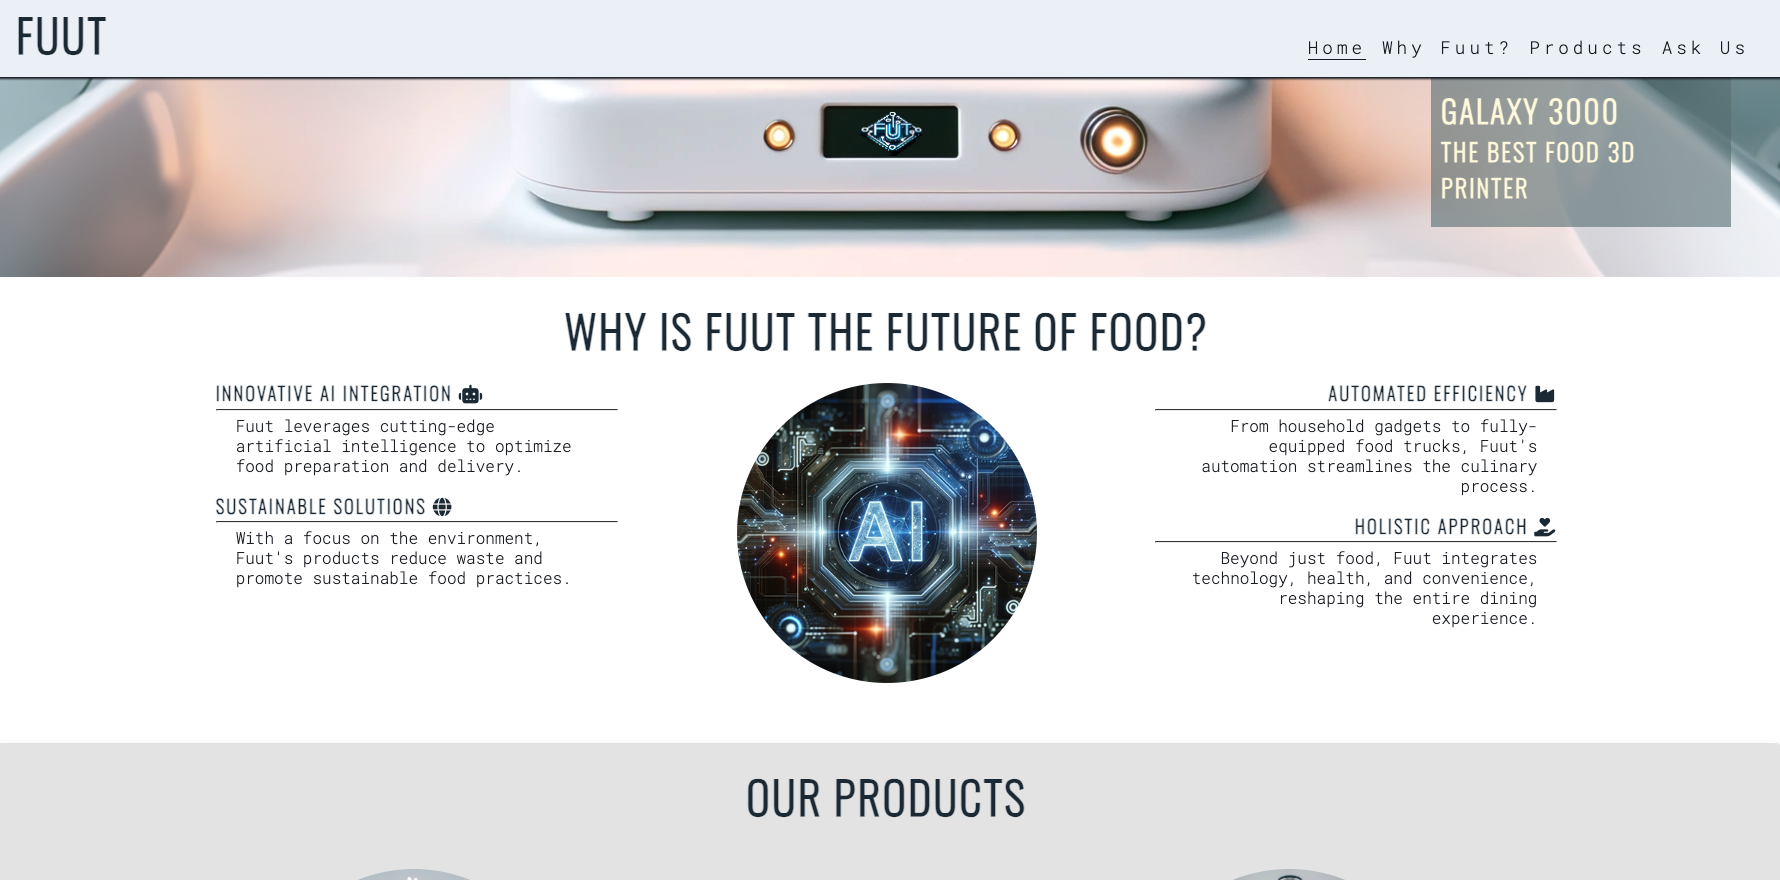 FUUT
Home Why Fuut? Products Ask Us
FUT
GALAXY 3000
THE BEST FOOD 3D
PRINTER
WHY IS FUUT THE FUTURE OF FOOD?
INNOVATIVE AI INTEGRATION
Fuut leverages cutting-edge
artificial intelligence to optimize
food preparation and delivery.
SUSTAINABLE SOLUTIONS
With a focus on the environment,
Fuut's products reduce waste and
promote sustainable food practices.
AI
AUTOMATED EFFICIENCY
From household gadgets to fully-
equipped food trucks, Fuut's
automation streamlines the culinary
process.
HOLISTIC APPROACH
Beyond just food, Fuut integrates
technology, health, and convenience,
reshaping the entire dining
experience.
OUR PRODUCTS